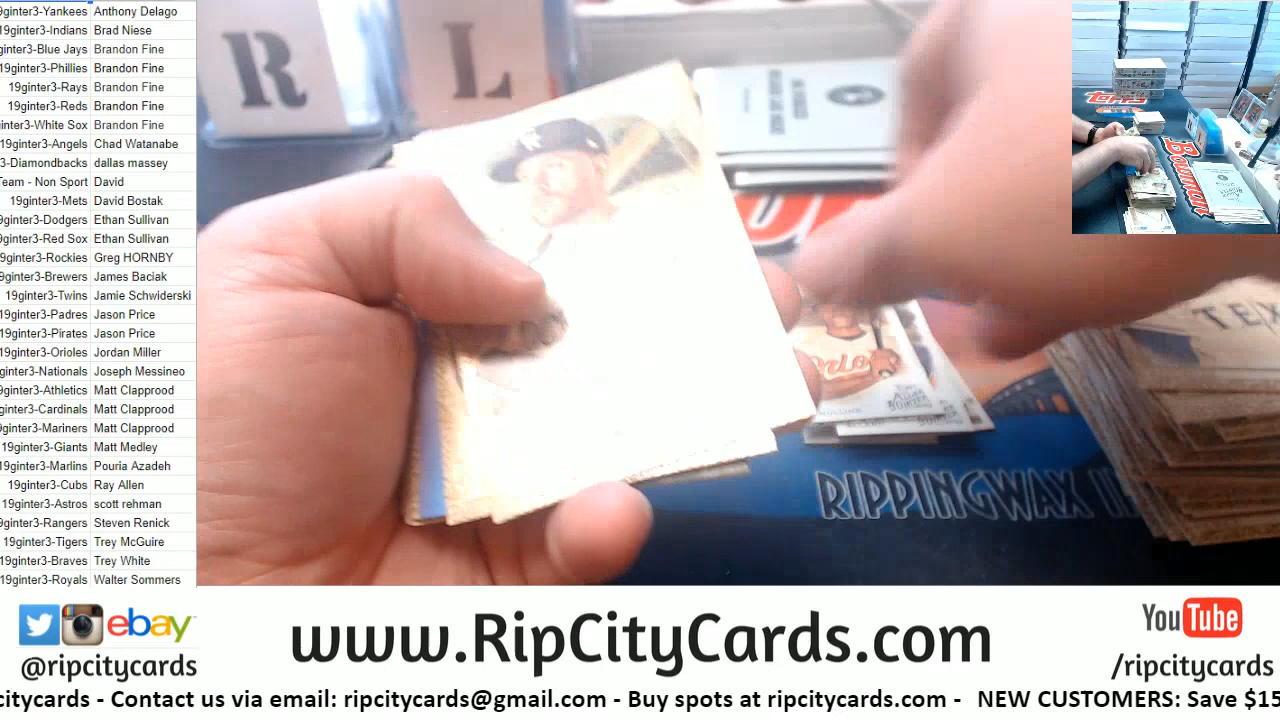 9ginter3-Yankees Anthony Delago
19ginter3-Indians Brad Niese
ginter3-Blue Jays Brandon Fine
19ginter3-Phillies Brandon Fine
19ginter3-Rays Brandon Fine
19ginter3-Reds Brandon Fine
ginter3-White Sox Brandon Fine
19ginter3-Angels Chad Watanabe
3-Diamondbacks dallas massey
Team - Non Sport David
19ginter3-Mets David Bostak
9ginter3-Dodgers Ethan Sullivan
9ginter3-Red Sox Ethan Sullivan
9ginter3-Rockies Greg HORNBY
9ginter3-Brewers James Baciak
19ginter3-Twins Jamie Schwiderski
19ginter3-Padres Jason Price
19ginter3-Pirates Jason Price
19ginter3-Orioles Jordan Miller
ginter3-Nationals Joseph Messineo
9ginter3-Athletics Matt Clapprood
ginter3-Cardinals Matt Clapprood
9ginter3-Mariners Matt Clapprood
19ginter3-Giants Matt Medley
9ginter3-Marlins Pouria Azadeh
19ginter3-Cubs Ray Allen
19ginter3-Astros scott rehman
9ginter3-Rangers Steven Renick
19ginter3-Tigers Trey McGuire
19ginter3-Braves Trey White
19ginter3-Royals Walter Sommers
R L
TEX
RIPPINGWAX
Topps
Bowman
ebay
@ripcitycards
www.RipCityCards.com
YouTube
/ripcitycards
citycards - Contact us via email: ripcitycards@gmail.com - Buy spots at ripcitycards.com - NEW CUSTOMERS: Save $15